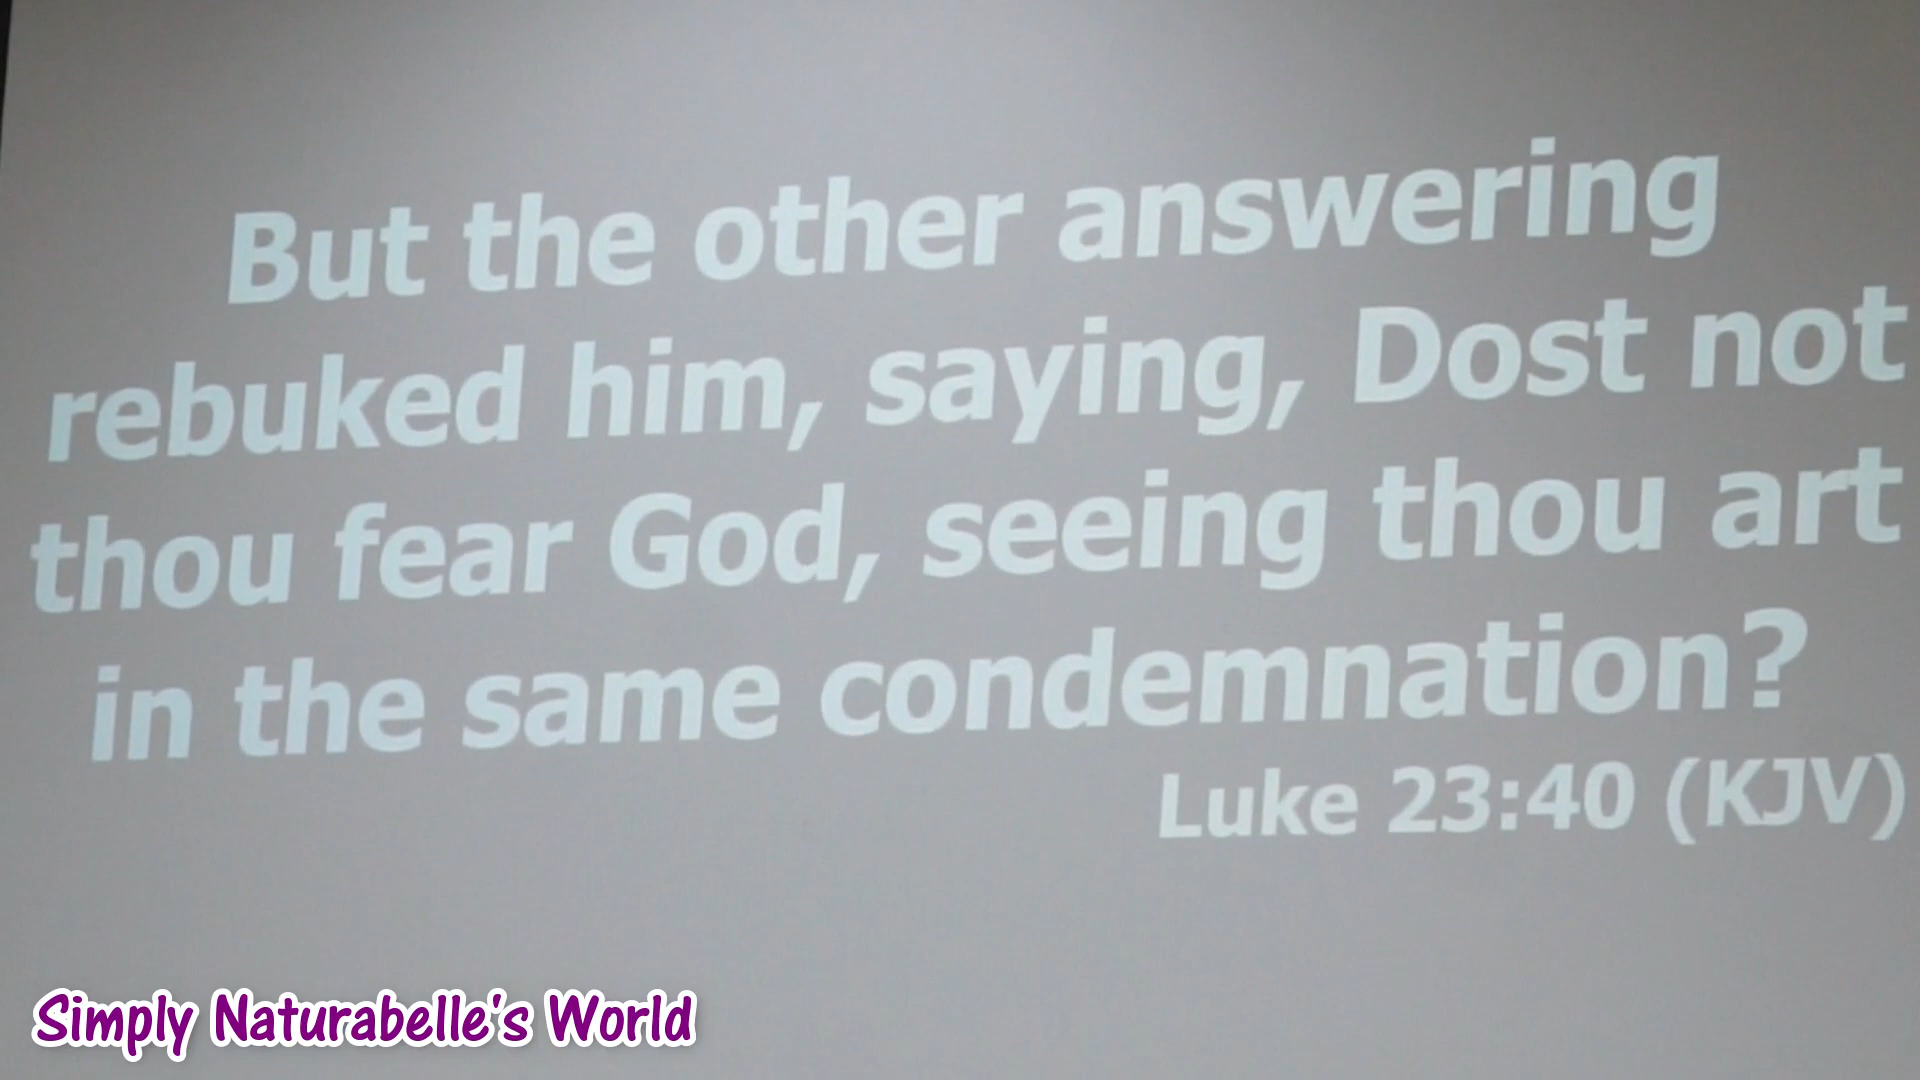 But the other answering
rebuked him, saying, Dost not
thou fear God, seeing thou art
in the same condemnation?
Luke 23:40 (KJV)
Simply Naturabelle's World